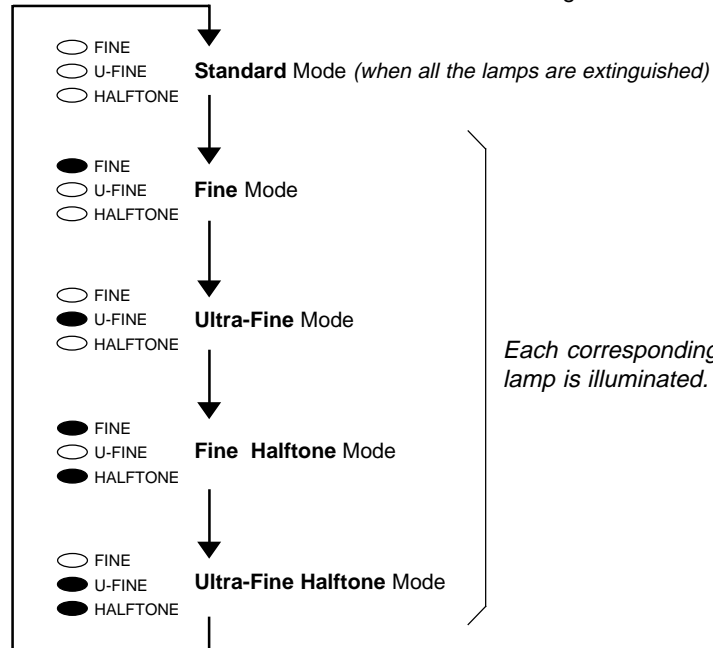 FINE
U-FINE
HALFTONE
Standard Mode (when all the lamps are extinguished)
FINE
U-FINE
HALFTONE
Fine Mode
FINE
U-FINE
HALFTONE
Ultra-Fine Mode
Each corresponding
lamp is illuminated.
FINE
U-FINE
HALFTONE
Fine Halftone Mode
FINE
U-FINE
HALFTONE
Ultra-Fine Halftone Mode